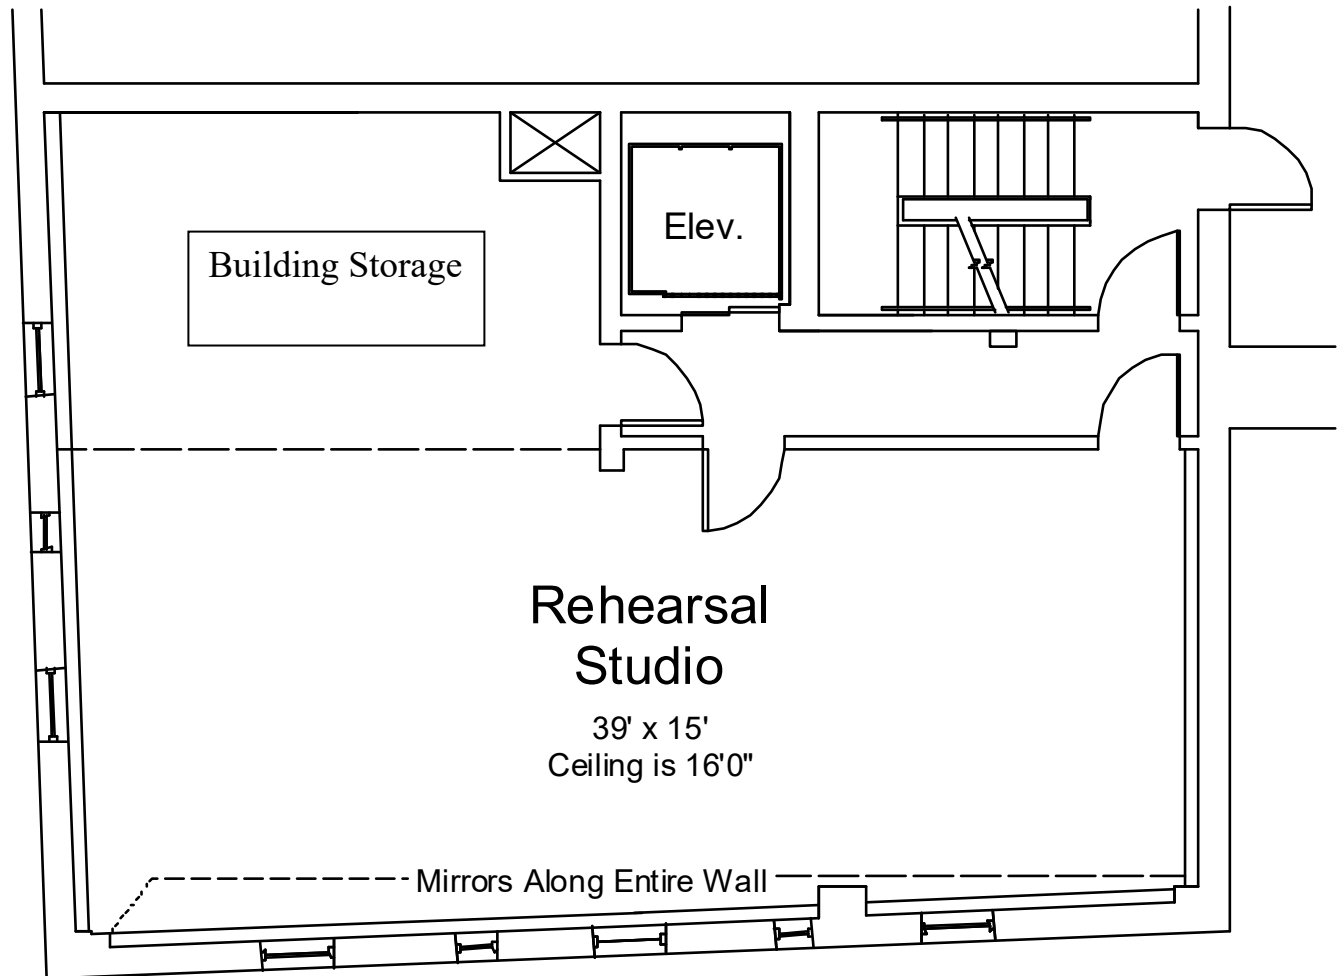 Elev.
Building Storage
Rehearsal
Studio
39' x 15'
Ceiling is 16'0"
Mirrors Along Entire Wall